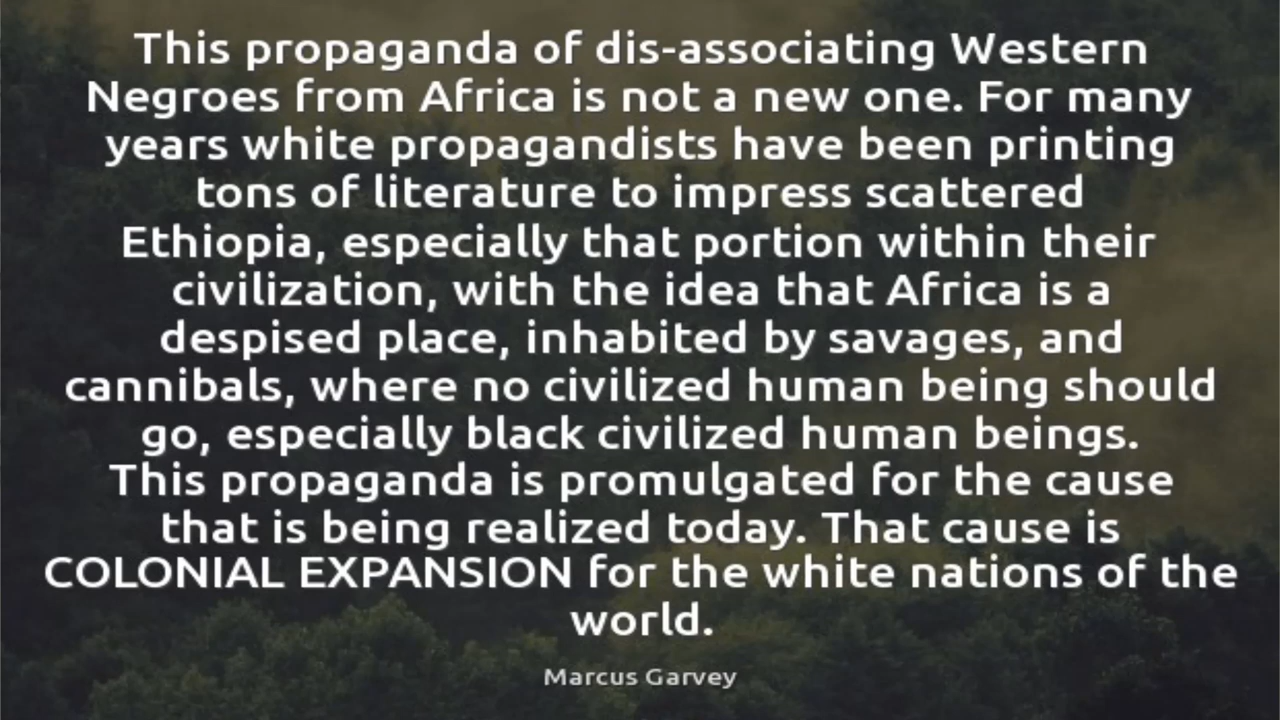 This propaganda of dis-associating Western
Negroes from Africa is not a new one. For many
years white propagandists have been printing
tons of literature to impress scattered
Ethiopia, especially that portion within their
civilization, with the idea that Africa is a
despised place, inhabited by savages, and
cannibals, where no civilized human being should
go, especially black civilized human beings.
This propaganda is promulgated for the cause
that is being realized today. That cause is
COLONIAL EXPANSION for the white nations of the
world.
Marcus Garvey